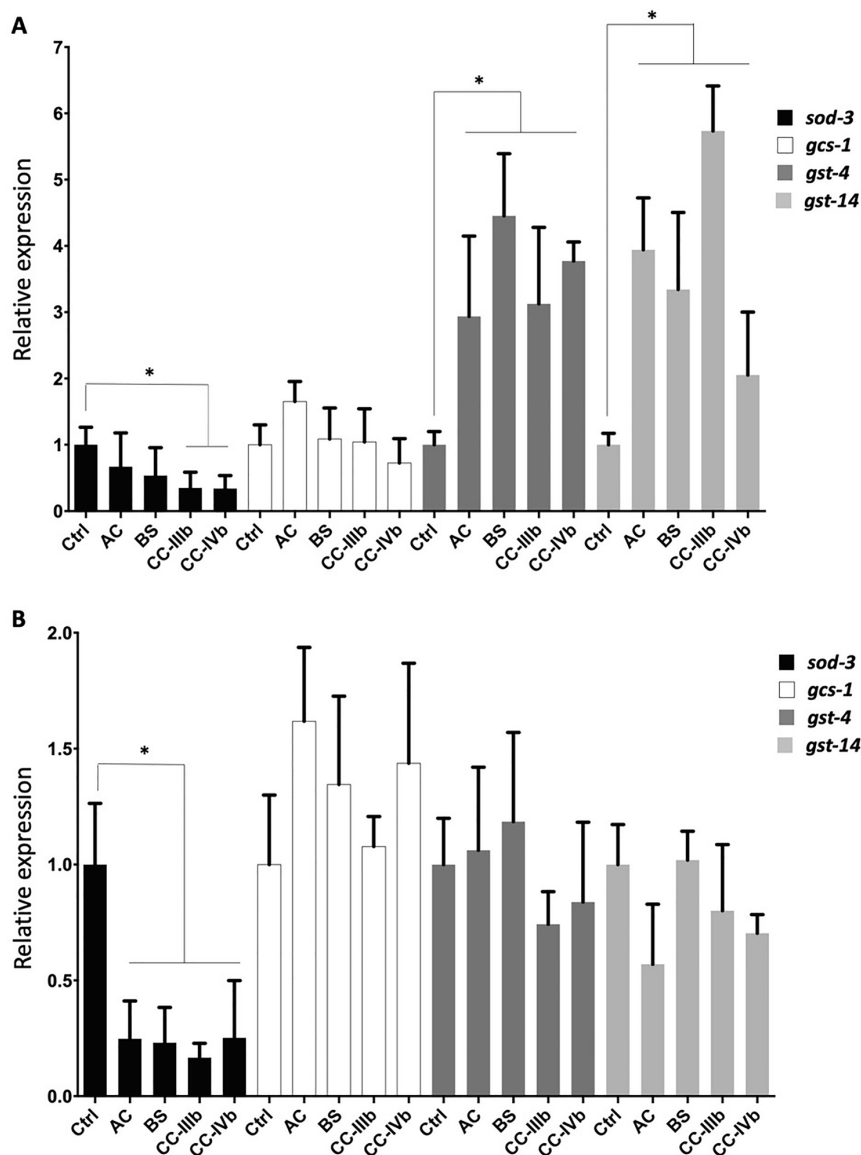 A
7
6
5
4
3
2
1
0
Relative expression
*
*
*
sod-3
gcs-1
gst-4
gst-14
Ctrl AC BS CC-IIIb CC-IVb Ctrl AC BS CC-IIIb CC-IVb Ctrl AC BS CC-IIIb CC-IVb Ctrl AC BS CC-IIIb CC-IVb
B
2.0
1.5
1.0
0.5
0.0
Relative expression
*
sod-3
gcs-1
gst-4
gst-14
Ctrl AC BS CC-IIIb CC-IVb Ctrl AC BS CC-IIIb CC-IVb Ctrl AC BS CC-IIIb CC-IVb Ctrl AC BS CC-IIIb CC-IVb